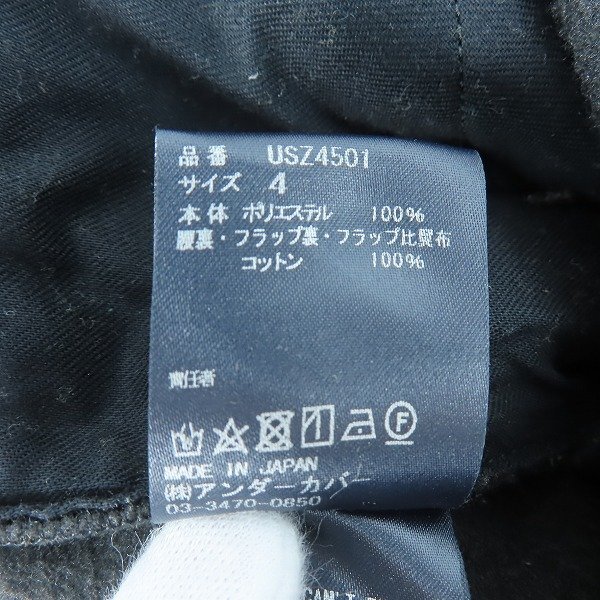 品番 USZ4501
サイズ 4
本体 ポリエステル 100%
腰裏・フラップ裏・フラップ比翼布
コットン 100%
責任者
MADE IN JAPAN
(株)アンダーカバー
03-3470-0850